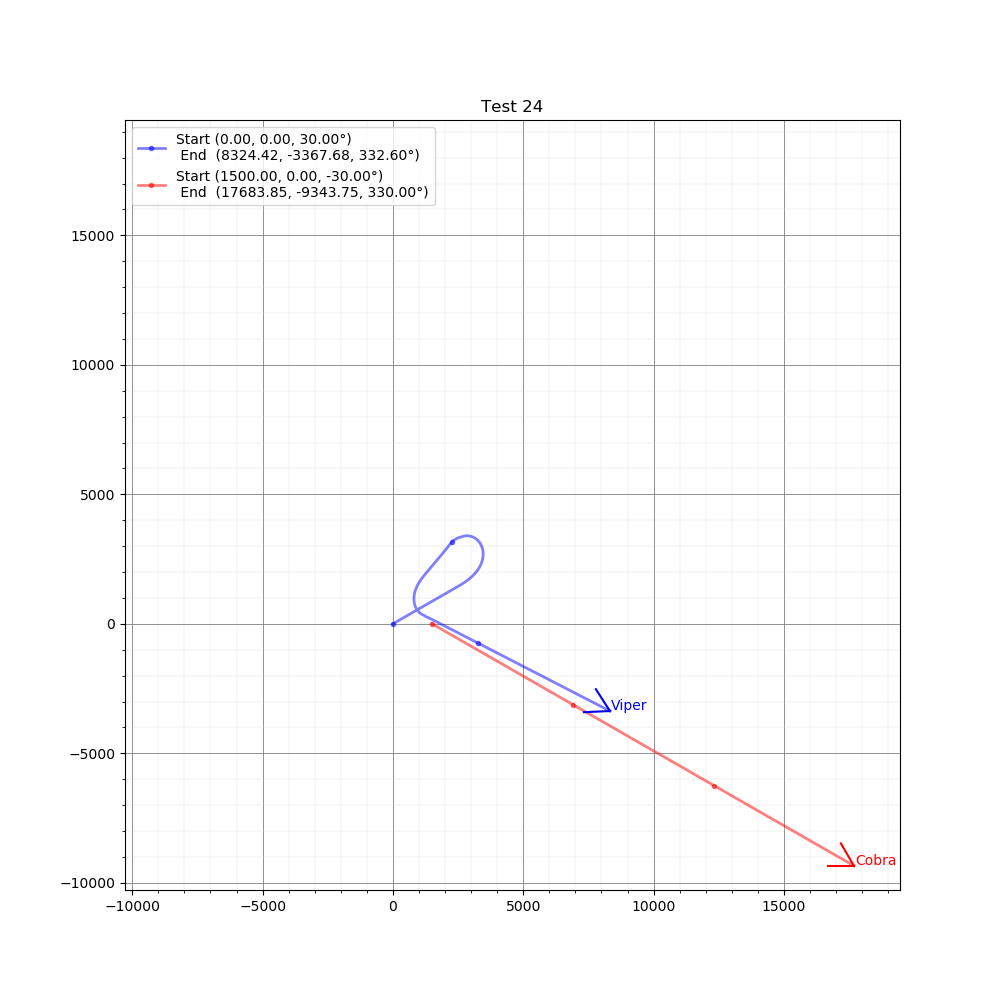 Test 24
Start (0.00, 0.00, 30.00°)
End  (8324.42, -3367.68, 332.60°)
Start (1500.00, 0.00, -30.00°)
End  (17683.85, -9343.75, 330.00°)
15000
10000
5000
0
−5000
−10000
Viper
Cobra
−10000
−5000
0
5000
10000
15000